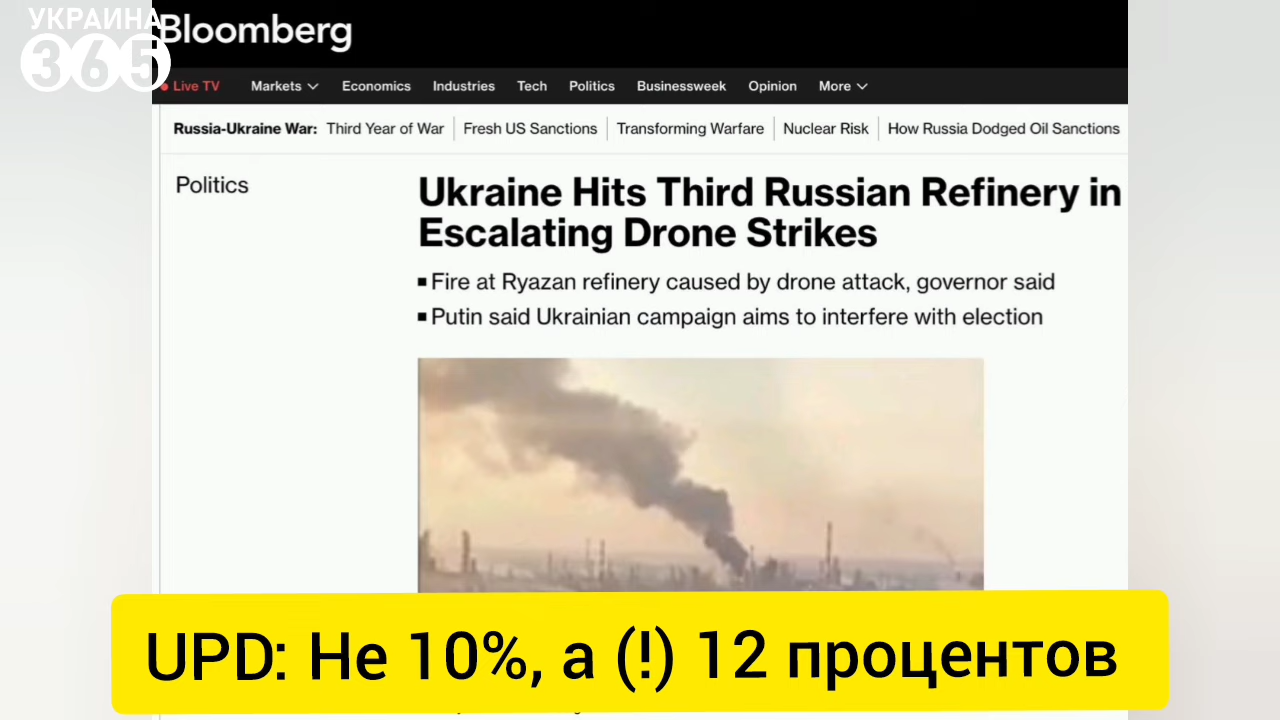 УКРАИНА
365
Bloomberg
Live TV Markets Economics Industries Tech Politics Businessweek Opinion More
Russia-Ukraine War: Third Year of War Fresh US Sanctions Transforming Warfare Nuclear Risk How Russia Dodged Oil Sanctions
Politics
Ukraine Hits Third Russian Refinery in
Escalating Drone Strikes
Fire at Ryazan refinery caused by drone attack, governor said
Putin said Ukrainian campaign aims to interfere with election
UPD: Не 10%, а (!) 12 процентов